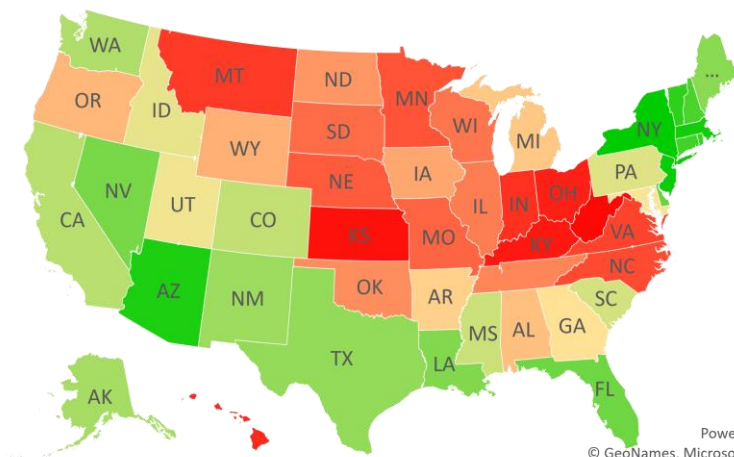 WA
MT
ND
MN
...
OR
ID
SD
WI
MI
NY
WY
IA
PA
NE
NV
UT
CO
IL
IN
OH
CA
KS
MO
KY
VA
NC
AZ
NM
OK
AR
SC
MS
AL
GA
TX
LA
AK
FL
Powe
© GeoNames, Microso